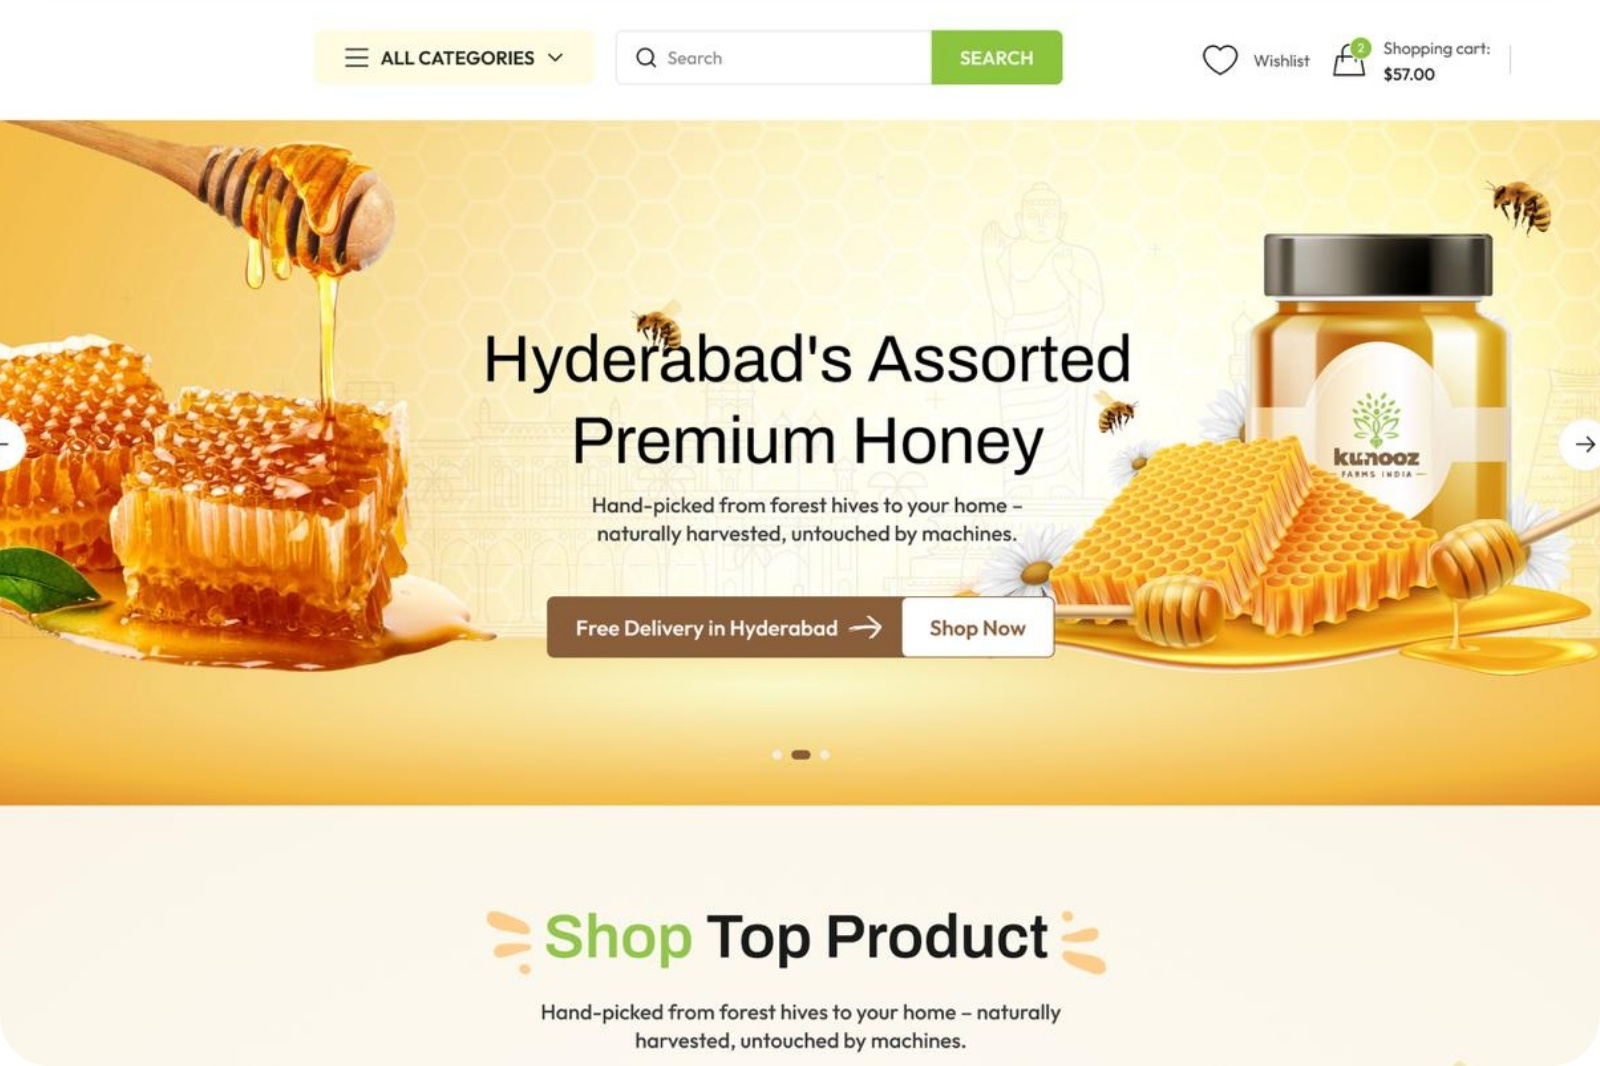 ALL CATEGORIES
Search
SEARCH
Wishlist
2
Shopping cart:
$57.00
Hyderabad's Assorted
Premium Honey
Hand-picked from forest hives to your home –
naturally harvested, untouched by machines.
Free Delivery in Hyderabad
Shop Now
kunooz
FARMS INDIA
Shop Top Product
Hand-picked from forest hives to your home – naturally
harvested, untouched by machines.